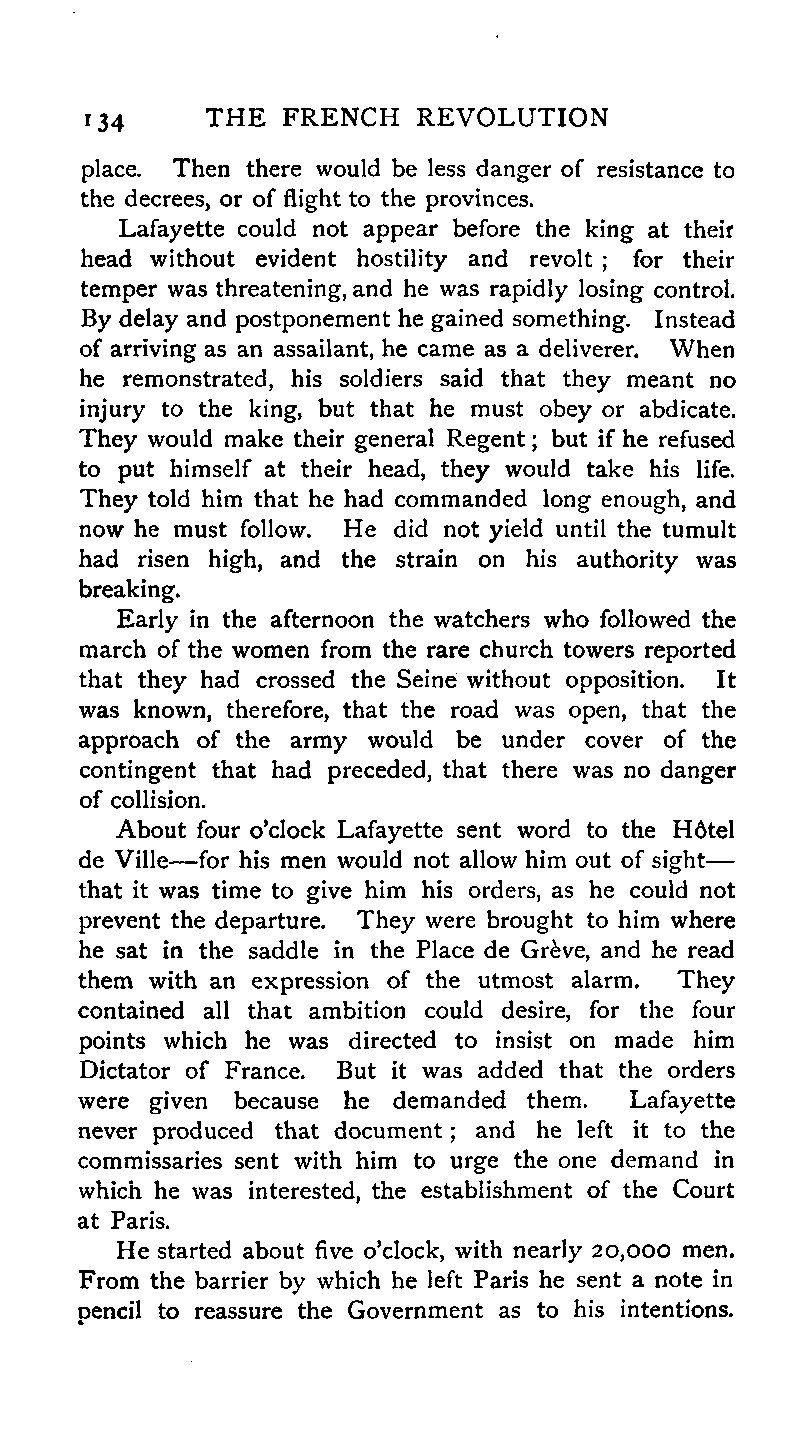 134 THE FRENCH REVOLUTION
place. Then there would be less danger of resistance to
the decrees, or of flight to the provinces.
Lafayette could not appear before the king at their
head without evident hostility and revolt ; for their
temper was threatening, and he was rapidly losing control.
By delay and postponement he gained something. Instead
of arriving as an assailant, he came as a deliverer. When
he remonstrated, his soldiers said that they meant no
injury to the king, but that he must obey or abdicate.
They would make their general Regent ; but if he refused
to put himself at their head, they would take his life.
They told him that he had commanded long enough, and
now he must follow. He did not yield until the tumult
had risen high, and the strain on his authority was
breaking.
Early in the afternoon the watchers who followed the
march of the women from the rare church towers reported
that they had crossed the Seine without opposition. It
was known, therefore, that the road was open, that the
approach of the army would be under cover of the
contingent that had preceded, that there was no danger
of collision.
About four o'clock Lafayette sent word to the Hôtel
de Ville—for his men would not allow him out of sight—
that it was time to give him his orders, as he could not
prevent the departure. They were brought to him where
he sat in the saddle in the Place de Grève, and he read
them with an expression of the utmost alarm. They
contained all that ambition could desire, for the four
points which he was directed to insist on made him
Dictator of France. But it was added that the orders
were given because he demanded them. Lafayette
never produced that document ; and he left it to the
commissaries sent with him to urge the one demand in
which he was interested, the establishment of the Court
at Paris.
He started about five o'clock, with nearly 20,000 men.
From the barrier by which he left Paris he sent a note in
pencil to reassure the Government as to his intentions.